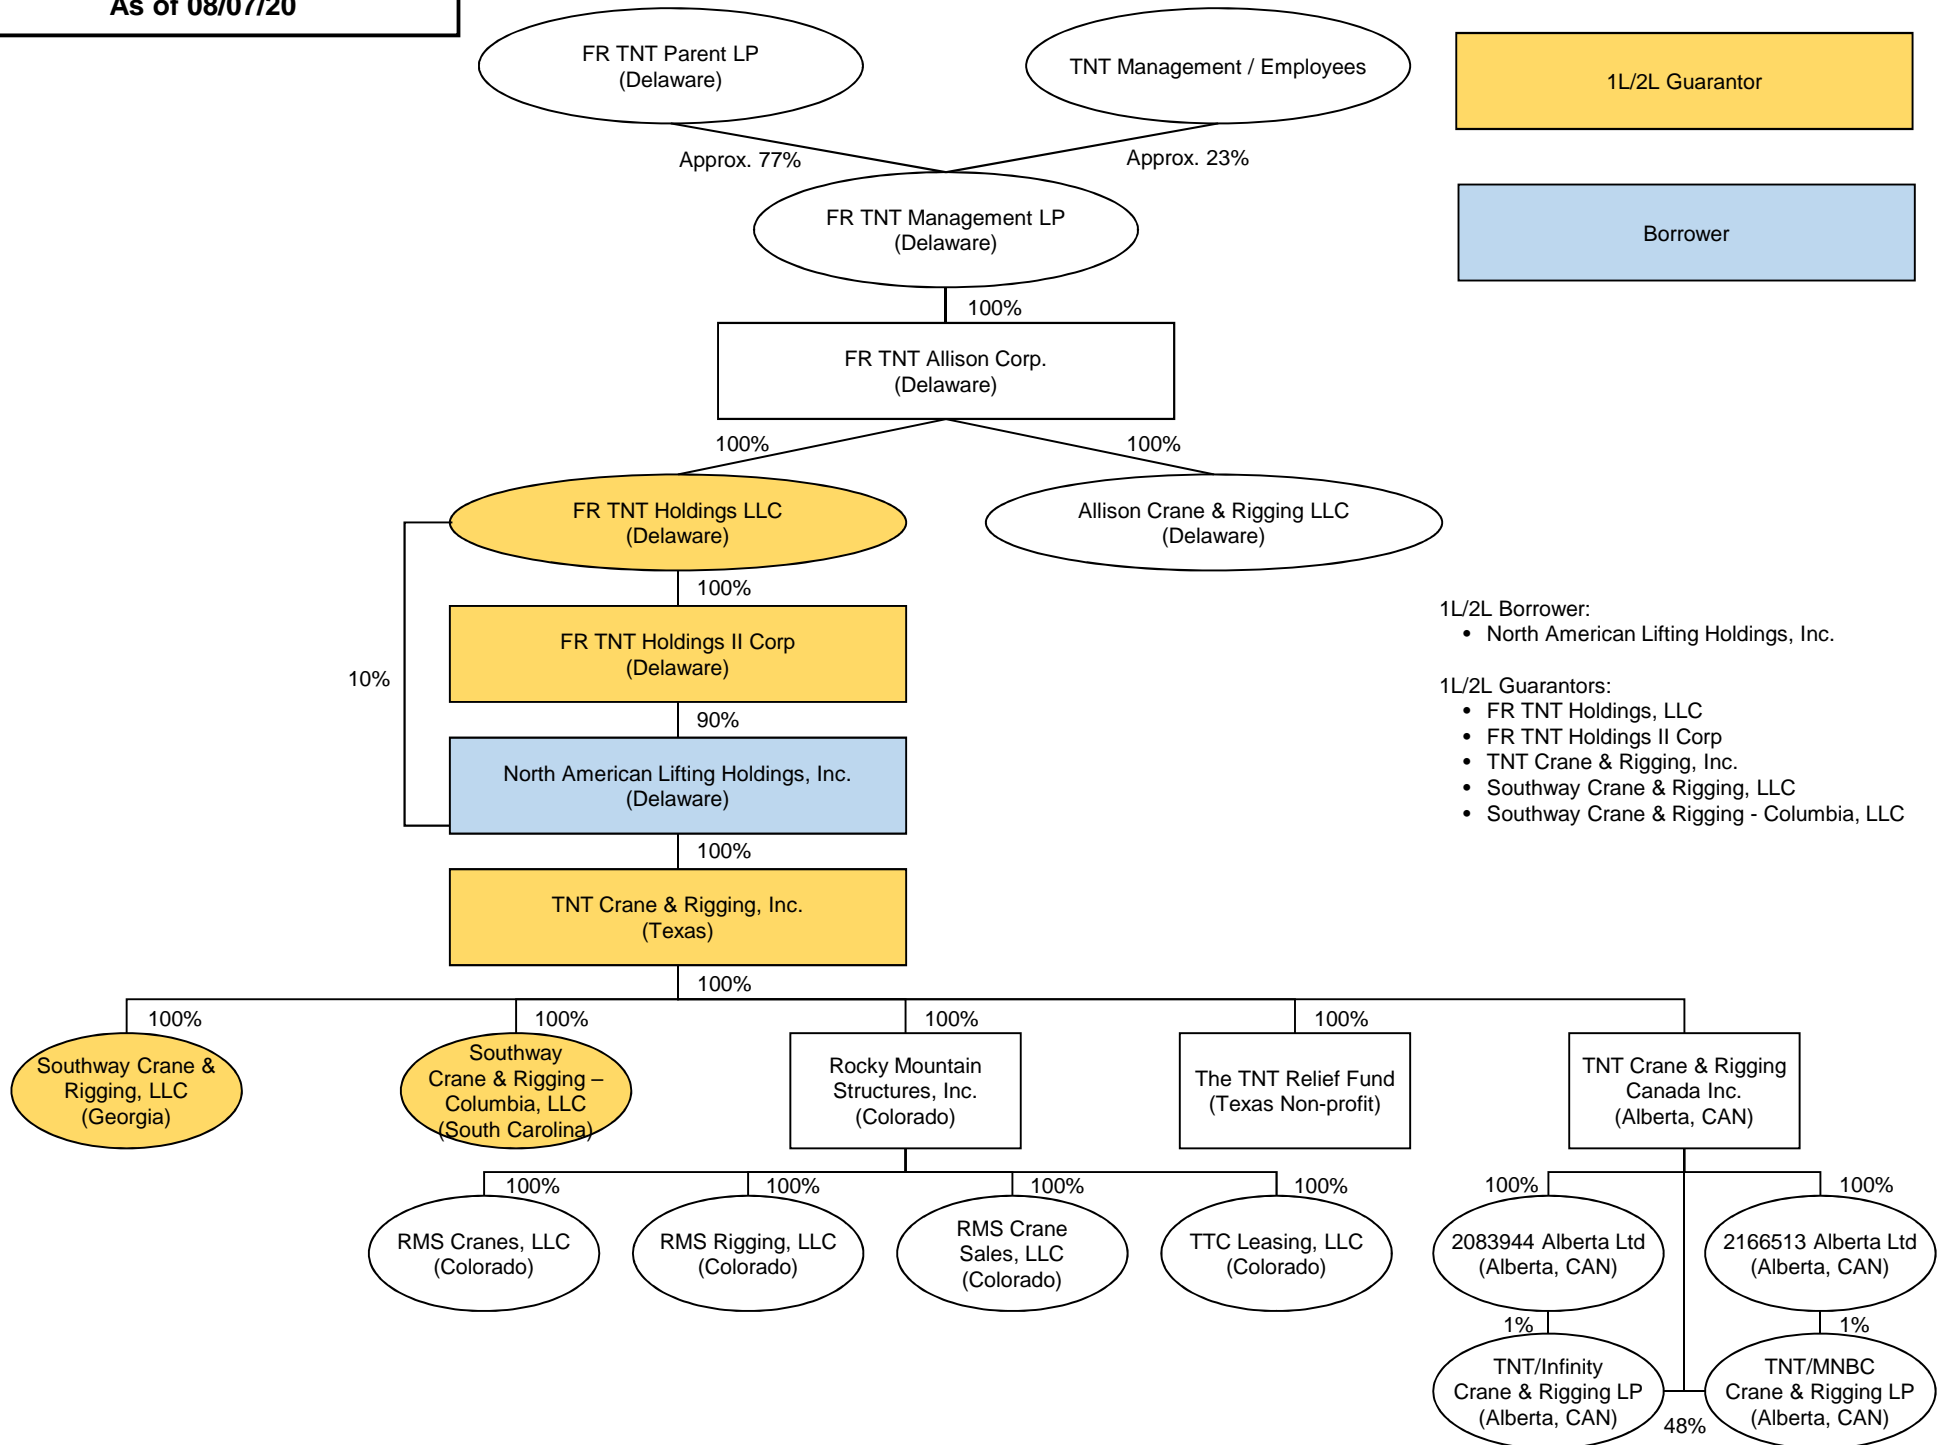 As of 08/07/20
FR TNT Parent LP
(Delaware)
TNT Management / Employees
1L/2L Guarantor
Approx. 77%
Approx. 23%
FR TNT Management LP
(Delaware)
Borrower
100%
FR TNT Allison Corp.
(Delaware)
100%
100%
FR TNT Holdings LLC
(Delaware)
Allison Crane & Rigging LLC
(Delaware)
100%
FR TNT Holdings II Corp
(Delaware)
10%
90%
North American Lifting Holdings, Inc.
(Delaware)
1L/2L Borrower:
• North American Lifting Holdings, Inc.
1L/2L Guarantors:
• FR TNT Holdings, LLC
• FR TNT Holdings II Corp
• TNT Crane & Rigging, Inc.
• Southway Crane & Rigging, LLC
• Southway Crane & Rigging - Columbia, LLC
100%
TNT Crane & Rigging, Inc.
(Texas)
100%
100%
100%
100%
100%
Southway Crane &
Rigging, LLC
(Georgia)
Southway
Crane & Rigging –
Columbia, LLC
(South Carolina)
Rocky Mountain
Structures, Inc.
(Colorado)
The TNT Relief Fund
(Texas Non-profit)
TNT Crane & Rigging
Canada Inc.
(Alberta, CAN)
100%
100%
100%
100%
100%
100%
RMS Cranes, LLC
(Colorado)
RMS Rigging, LLC
(Colorado)
RMS Crane
Sales, LLC
(Colorado)
TTC Leasing, LLC
(Colorado)
2083944 Alberta Ltd
(Alberta, CAN)
2166513 Alberta Ltd
(Alberta, CAN)
1%
1%
TNT/Infinity
Crane & Rigging LP
(Alberta, CAN)
TNT/MNBC
Crane & Rigging LP
(Alberta, CAN)
48%